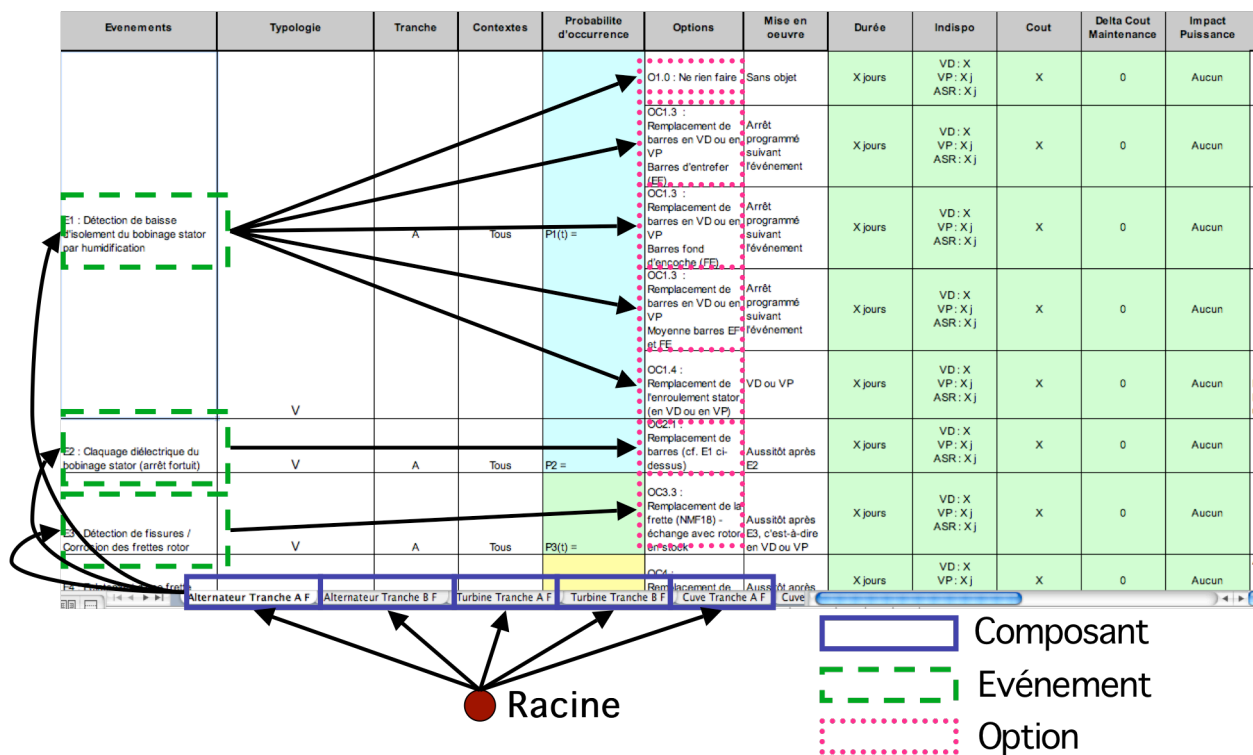 Evenements Typologie Tranche Contextes Probabilite d'occurrence Options Mise en oeuvre Durée Indispo Cout Delta Cout Maintenance Impact Puissance
O1.0 : Ne rien faire Sans objet X jours VD : X X 0 Aucun
VP : X j
ASR : X j
OC1.3 :
Remplacement de
barres en VD ou en
VP
Barres d'entrefer
(EF)
Arrêt
programmé
suivant
l'événement
X jours
VD : X
VP : X j
ASR : X j
X
0
Aucun
E1 : Détection de baisse
d'isolement du bobinage stator
par humidification
V
A
Tous
P1(t) =
OC1.3 :
Remplacement de
barres en VD ou en
VP
Barres fond
d'encoche (FE)
Arrêt
programmé
suivant
l'événement
X jours
VD : X
VP : X j
ASR : X j
X
0
Aucun
OC1.3 :
Remplacement de
barres en VD ou en
VP
Moyenne barres EF
et FE
Arrêt
programmé
suivant
l'événement
X jours
VD : X
VP : X j
ASR : X j
X
0
Aucun
OC1.4 :
Remplacement de
l'enroulement stator
(en VD ou en VP)
VD ou VP
X jours
VD : X
VP : X j
ASR : X j
X
0
Aucun
E2 : Claquage diélectrique du
bobinage stator (arrêt fortuit)
V
A
Tous
P2 =
OC2.1 :
Remplacement de
barres (cf. E1 ci-
dessus)
Aussitôt après
E2
X jours
VD : X
VP : X j
ASR : X j
X
0
Aucun
E3 : Détection de fissures /
Corrosion des frettes rotor
V
A
Tous
P3(t) =
OC3.3 :
Remplacement de la
frette (NMF18) -
échange avec rotor
en stock
Aussitôt après
E3, c'est-à-dire
en VD ou VP
X jours
VD : X
VP : X j
ASR : X j
X
0
Aucun
frette
OC4 :
Remplacement de
Aussitôt après
X jours
VD : X
VP : X j
X
0
Aucun
Alternateur Tranche A F Alternateur Tranche B F Turbine Tranche A F Turbine Tranche B F Cuve Tranche A F Cuve
Composant
Evénement
Racine
Option